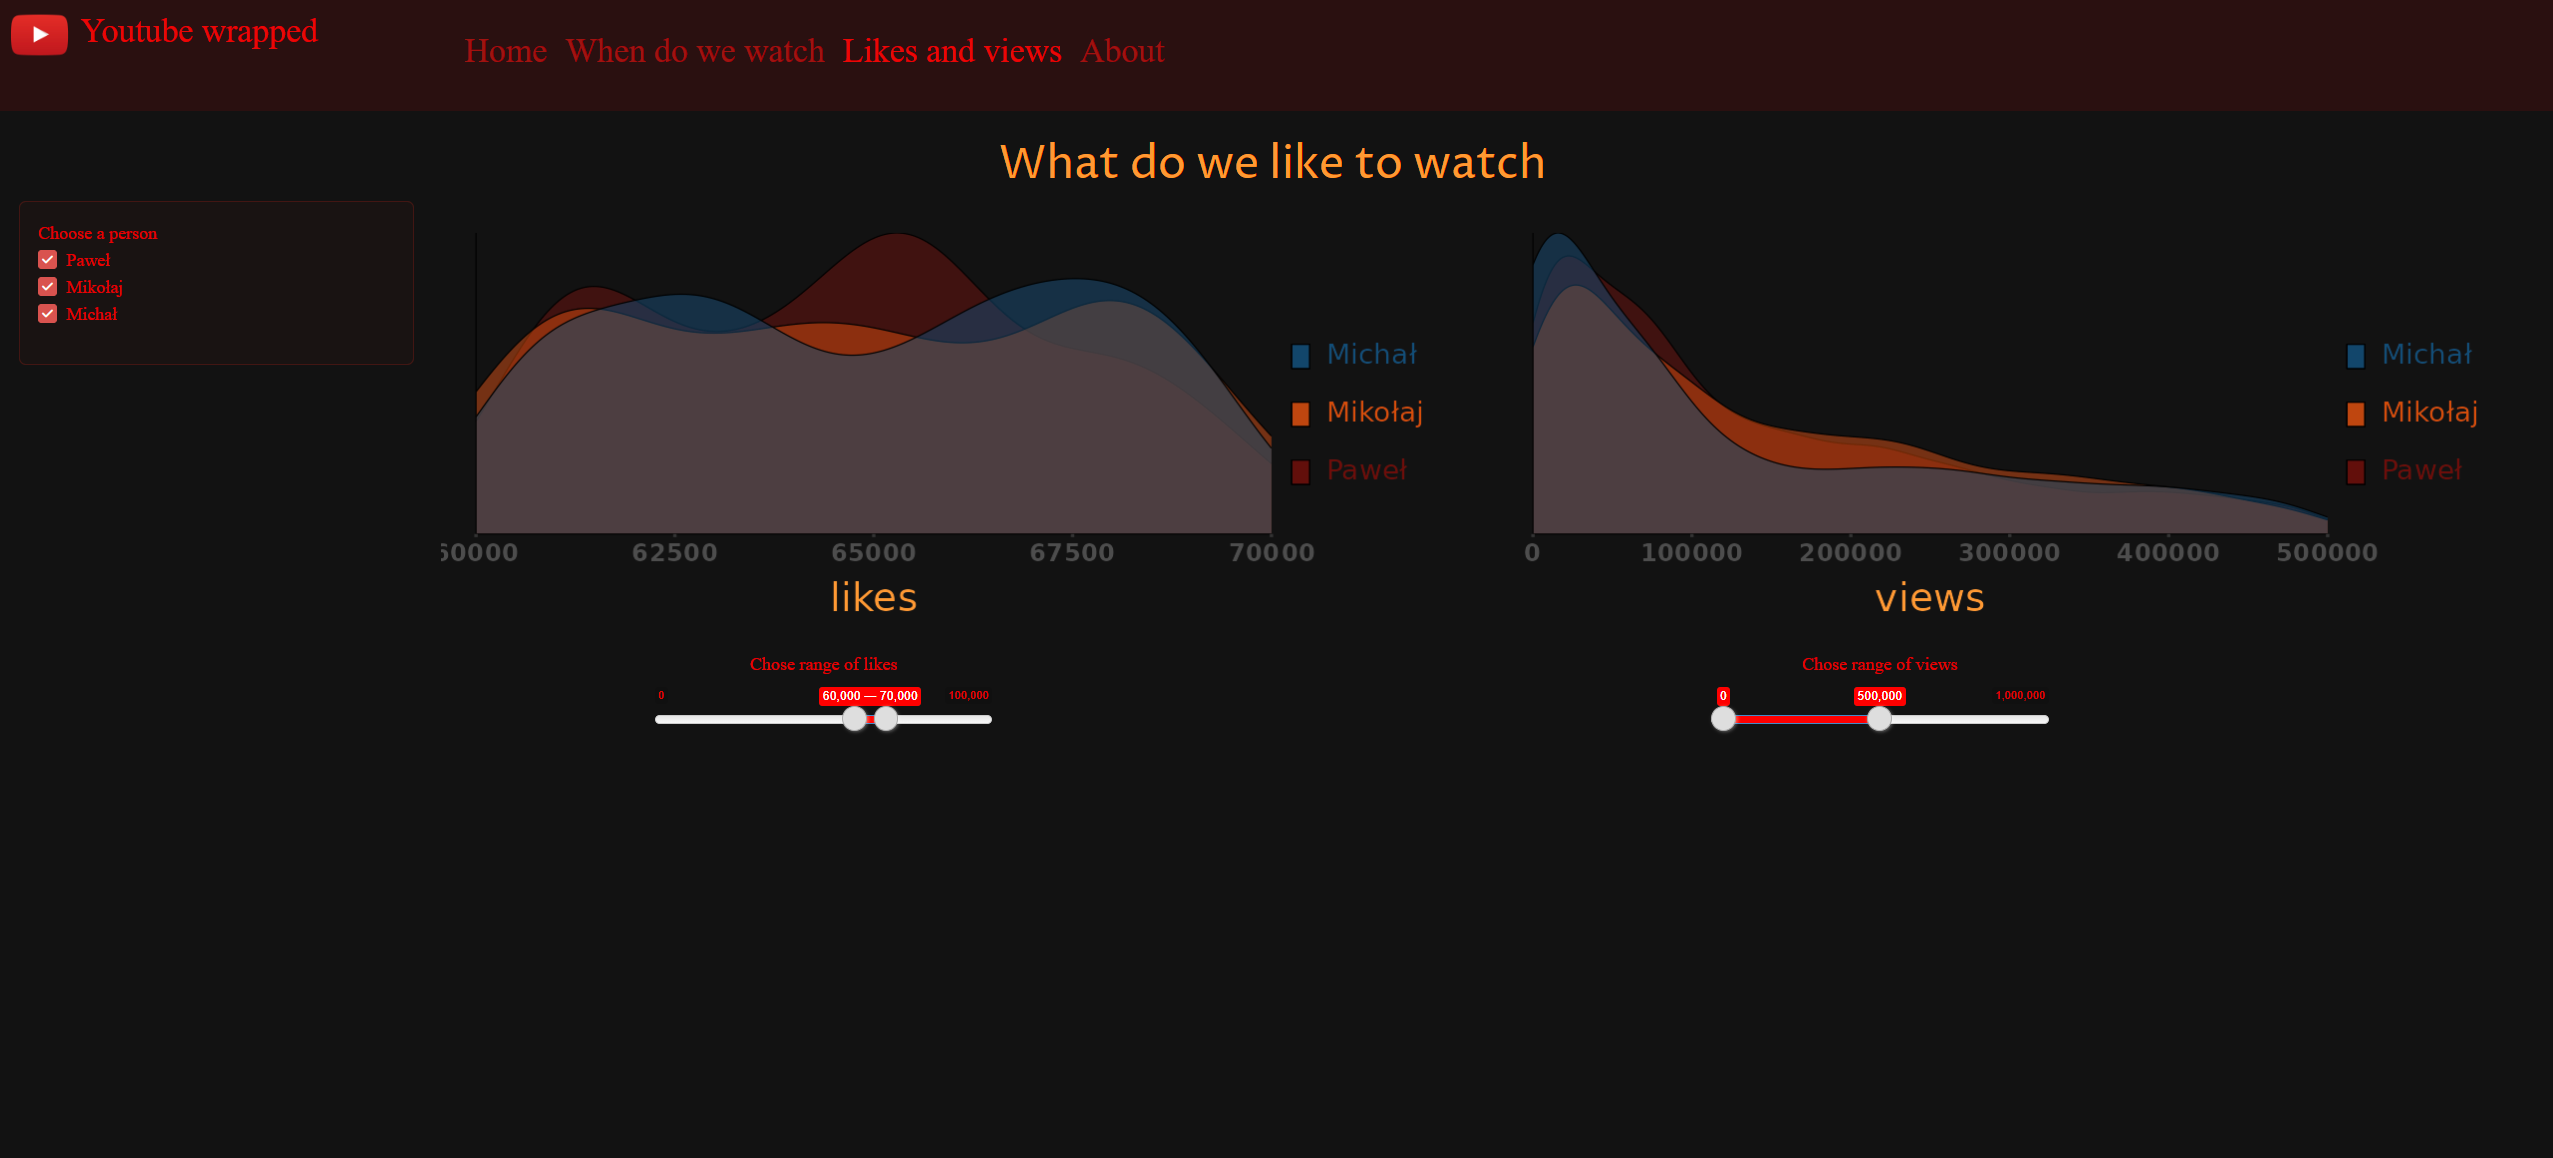 Youtube wrapped
Home When do we watch Likes and views About
What do we like to watch
Choose a person
Paweł
Mikołaj
Michał
Michał
Mikołaj
Paweł
60000 62500 65000 67500 70000
likes
Chose range of likes
0 60,000 — 70,000 100,000
Michał
Mikołaj
Paweł
0 100000 200000 300000 400000 500000
views
Chose range of views
0 500,000 1,000,000